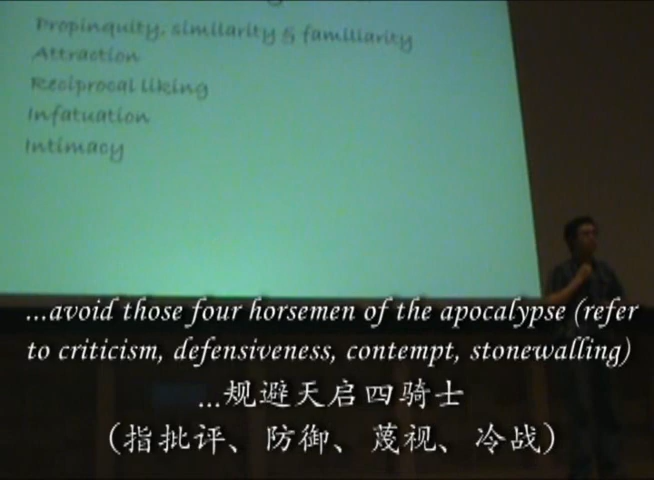 Propinquity, similarity & familiarity
Attraction
Reciprocal liking
Infatuation
Intimacy
...avoid those four horsemen of the apocalypse (refer
to criticism, defensiveness, contempt, stonewalling)
...规避天启四骑士
（指批评、防御、蔑视、冷战）